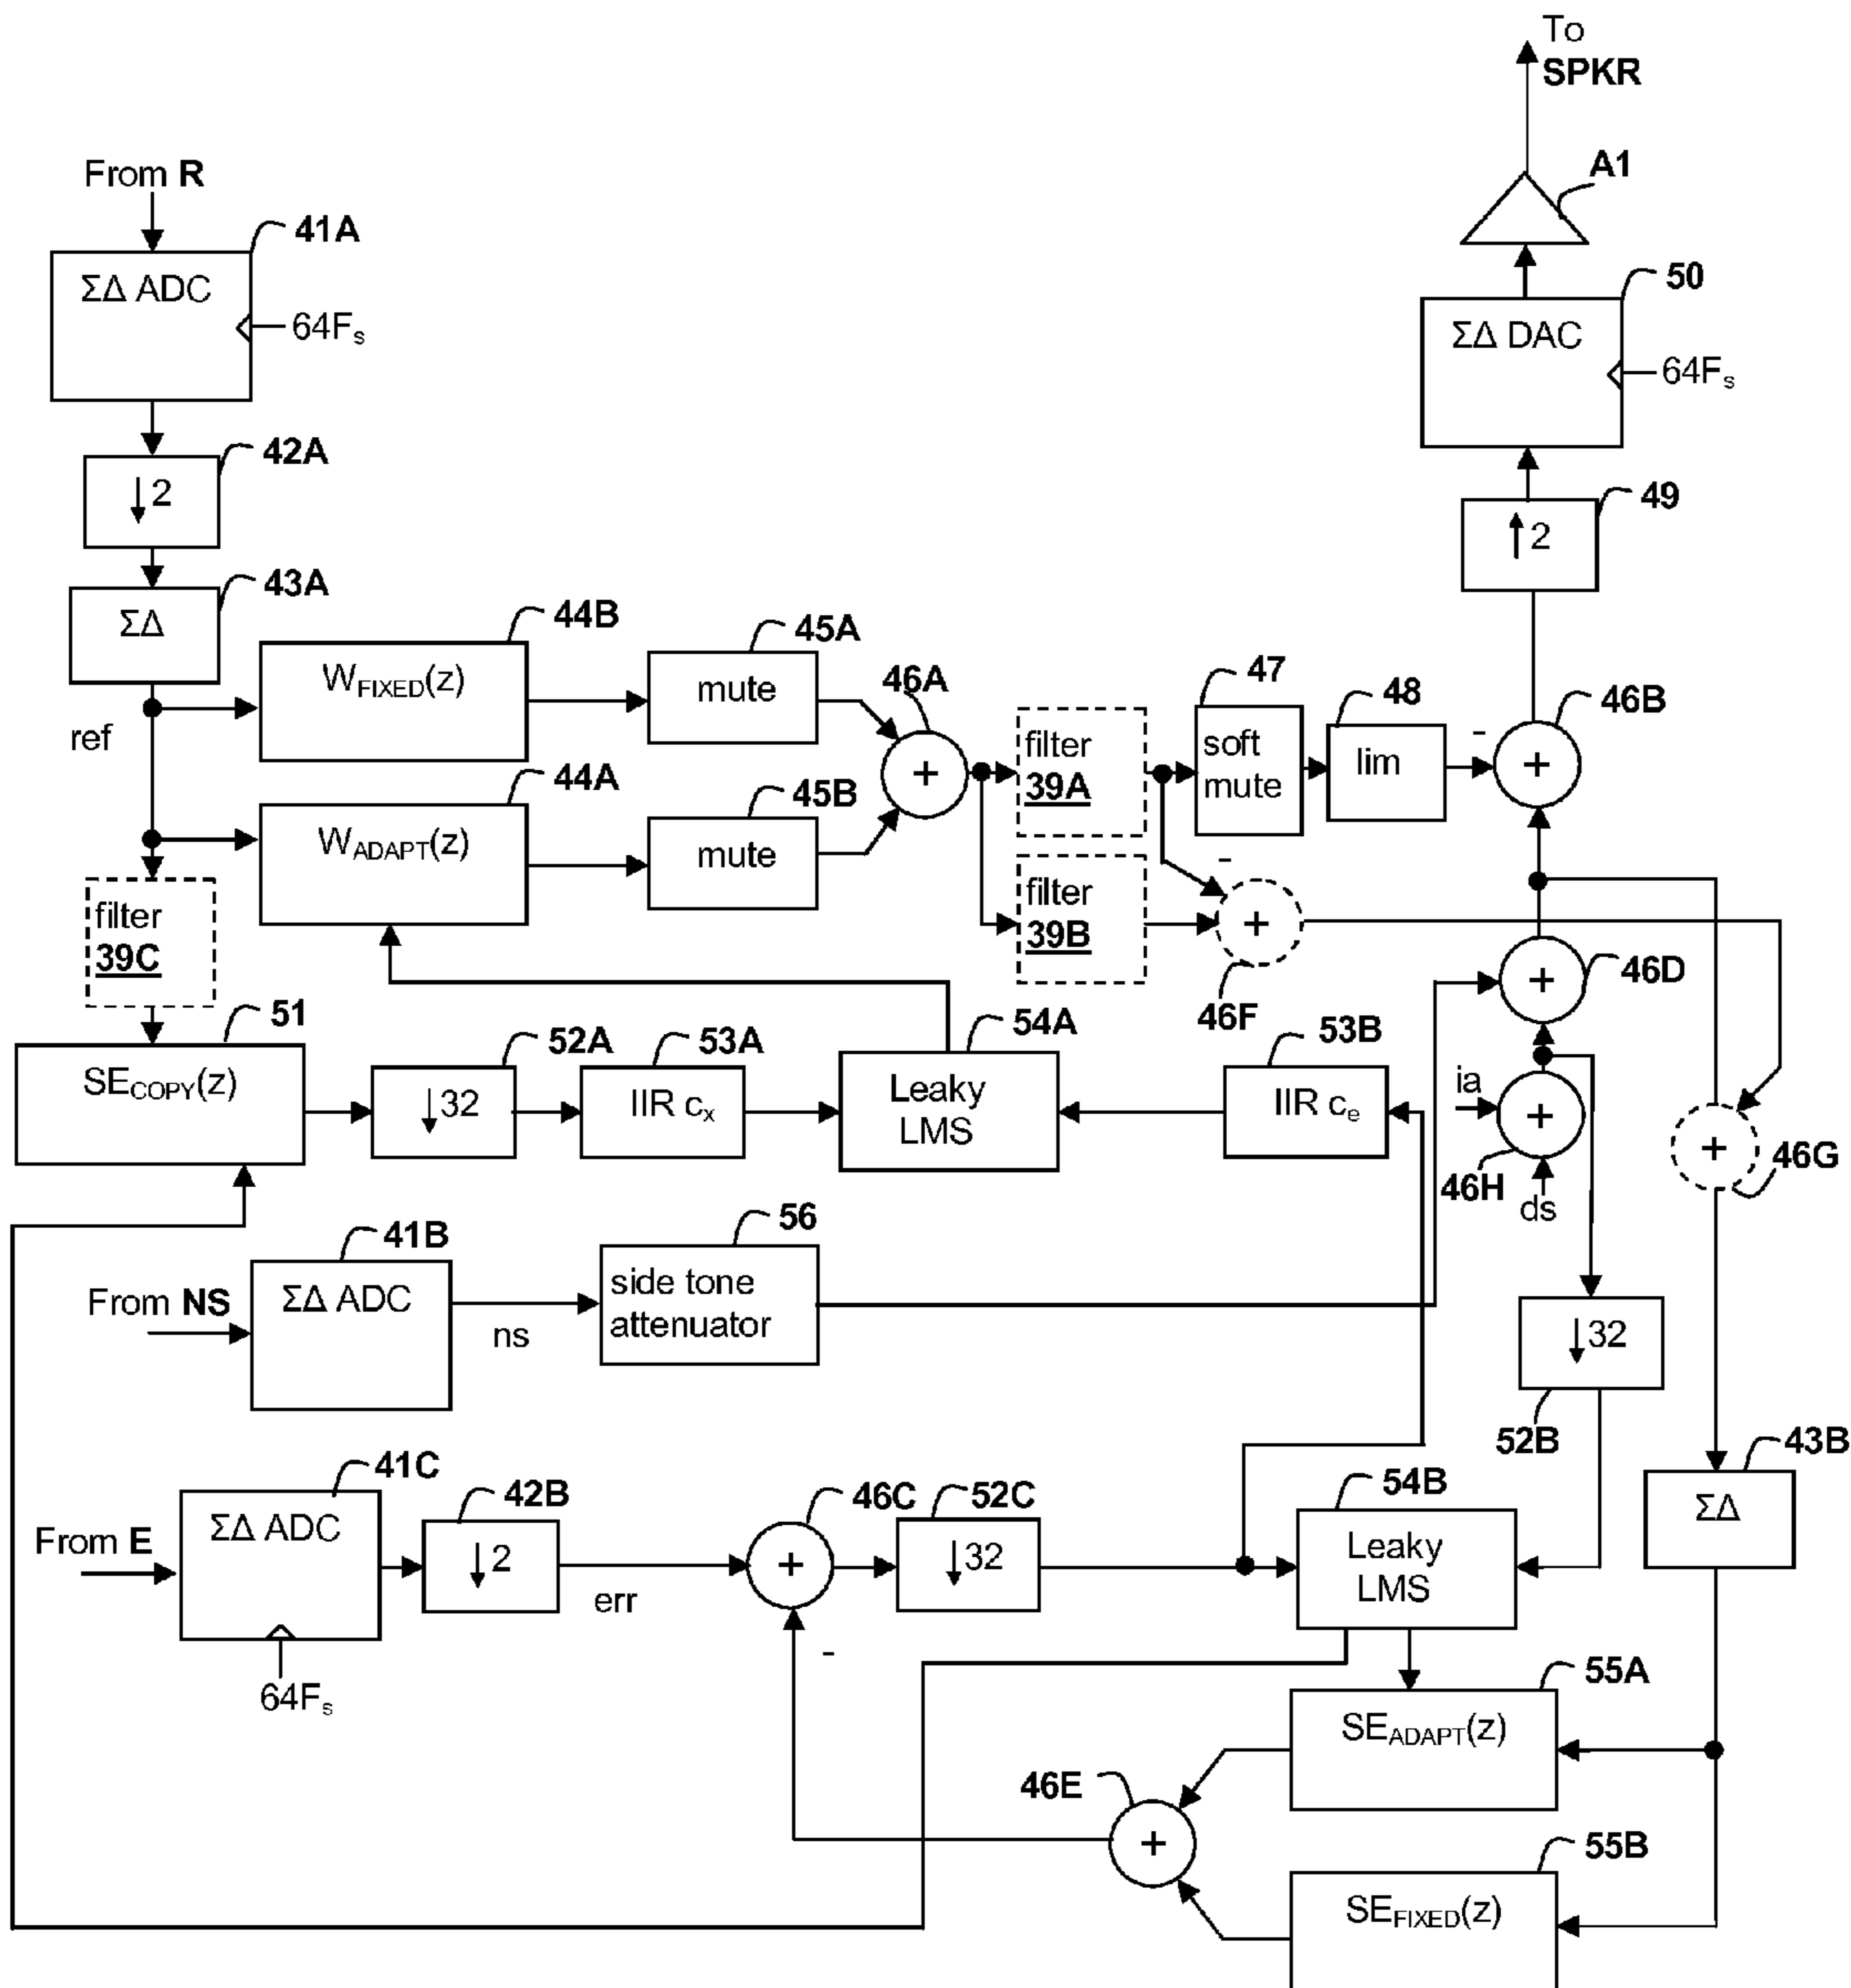 To
SPKR
A1
From R
41A
ΣΔ ADC
64Fs
50
ΣΔ DAC
64Fs
42A
↓2
49
↑2
43A
ΣΔ
ref
44B
WFIXED(z)
45A
mute
46A
44A
WADAPT(z)
45B
mute
+
filter
39A
47
soft
mute
48
lim
-
46B
+
filter
39B
-
+
46F
filter
39C
46D
+
51
SECOPY(z)
52A
↓32
53A
IIR cx
54A
Leaky
LMS
53B
IIR ce
ia
+
46H
ds
+
46G
41B
ΣΔ ADC
From NS
ns
56
side tone
attenuator
↓32
52B
43B
ΣΔ
41C
ΣΔ ADC
From E
64Fs
42B
↓2
err
46C
+
-
52C
↓32
54B
Leaky
LMS
55A
SEADAPT(z)
46E
+
55B
SEFIXED(z)